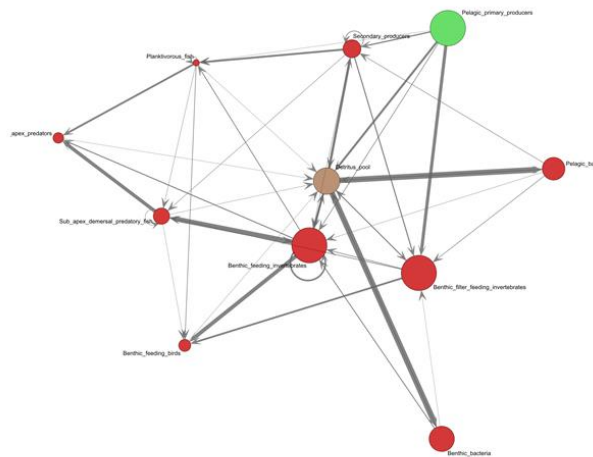 Pelagic_primary_producers
Secondary_producers
Planktivorous_fish
_apex_predators
Detritus_pool
Pelagic_ba
Sub_apex_demersal_predatory_fish
Benthic_feeding_invertebrates
Benthic_filter_feeding_invertebrates
Benthic_feeding_birds
Benthic_bacteria